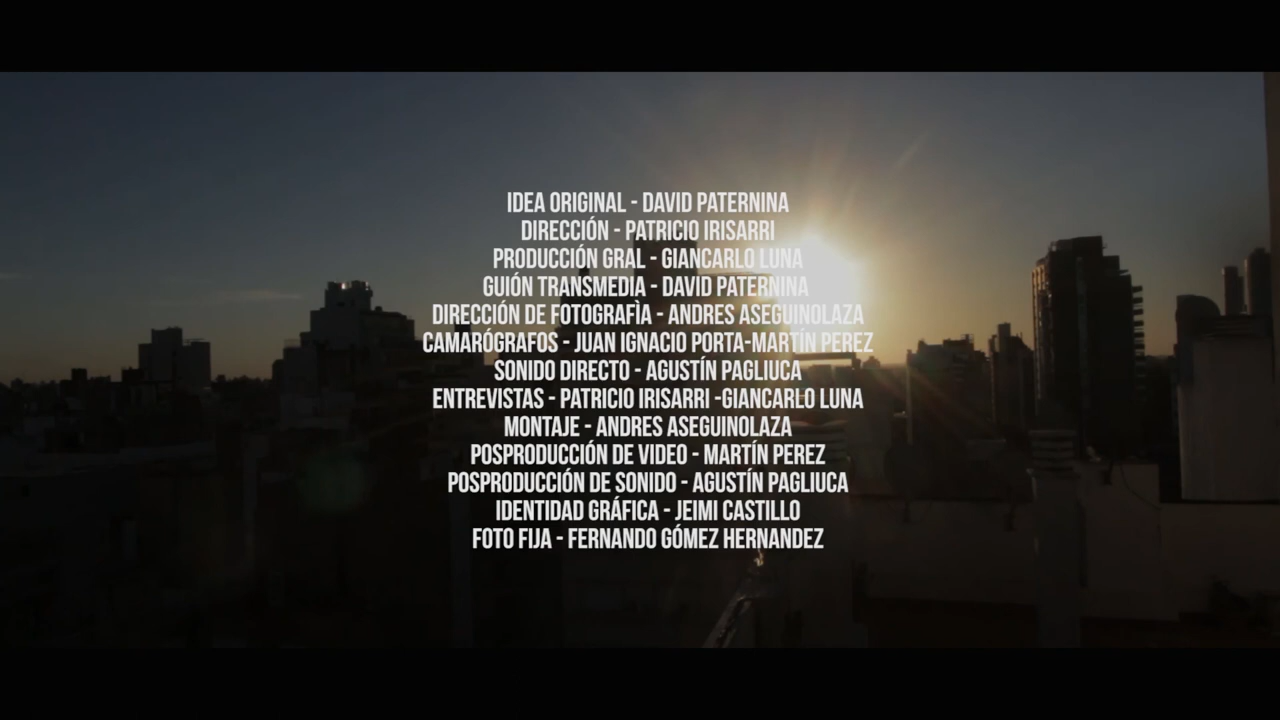 IDEA ORIGINAL - DAVID PATERNINA
DIRECCIÓN - PATRICIO IRISARRI
PRODUCCIÓN GRAL - GIANCARLO LUNA
GUIÓN TRANSMEDIA - DAVID PATERNINA
DIRECCIÓN DE FOTOGRAFÌA - ANDRES ASEGUINOLAZA
CAMARÓGRAFOS - JUAN IGNACIO PORTA-MARTÍN PEREZ
SONIDO DIRECTO - AGUSTÍN PAGLIUCA
ENTREVISTAS - PATRICIO IRISARRI -GIANCARLO LUNA
MONTAJE - ANDRES ASEGUINOLAZA
POSPRODUCCIÓN DE VIDEO - MARTÍN PEREZ
POSPRODUCCIÓN DE SONIDO - AGUSTÍN PAGLIUCA
IDENTIDAD GRÁFICA - JEIMI CASTILLO
FOTO FIJA - FERNANDO GÓMEZ HERNANDEZ